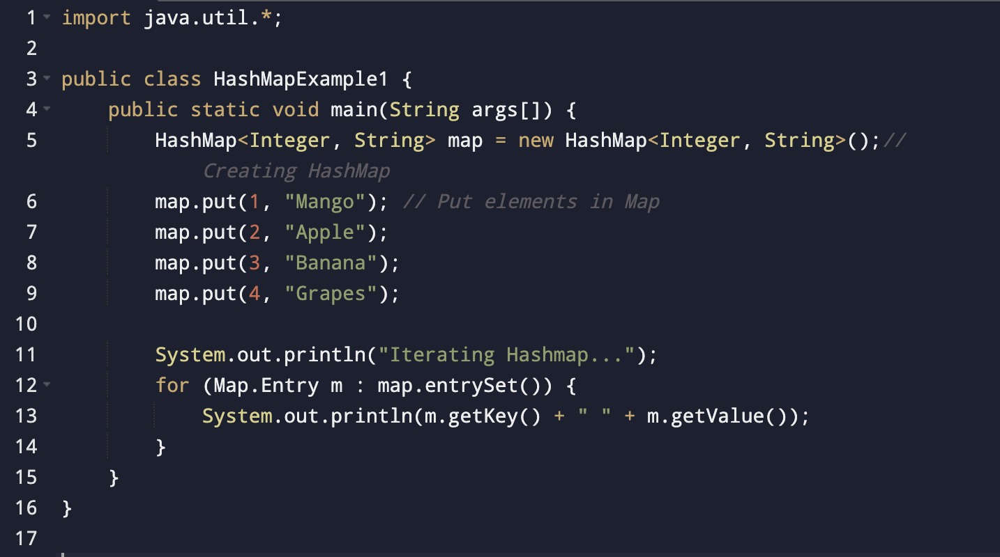 1 import java.util.*;
2
3 public class HashMapExample1 {
4     public static void main(String args[]) {
5         HashMap<Integer, String> map = new HashMap<Integer, String>();//
            Creating HashMap
6         map.put(1, "Mango"); // Put elements in Map
7         map.put(2, "Apple");
8         map.put(3, "Banana");
9         map.put(4, "Grapes");
10
11         System.out.println("Iterating Hashmap...");
12         for (Map.Entry m : map.entrySet()) {
13             System.out.println(m.getKey() + " " + m.getValue());
14         }
15     }
16 }
17